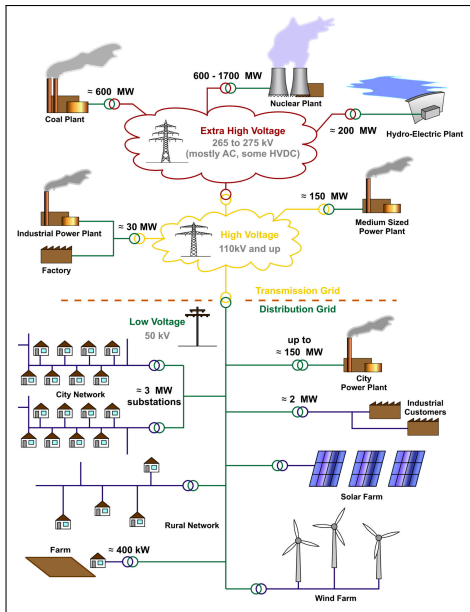 600 - 1700 MW
≈ 600 MW
Nuclear Plant
Coal Plant
Extra High Voltage
265 to 275 kV
(mostly AC, some HVDC)
≈ 200 MW
Hydro-Electric Plant
≈ 150 MW
Industrial Power Plant
≈ 30 MW
High Voltage
110kV and up
Medium Sized
Power Plant
Factory
Transmission Grid
Distribution Grid
Low Voltage
50 kV
up to
≈ 150 MW
City
Power Plant
City Network
≈ 3 MW
substations
≈ 2 MW
Industrial
Customers
Solar Farm
Rural Network
Farm
≈ 400 kW
Wind Farm